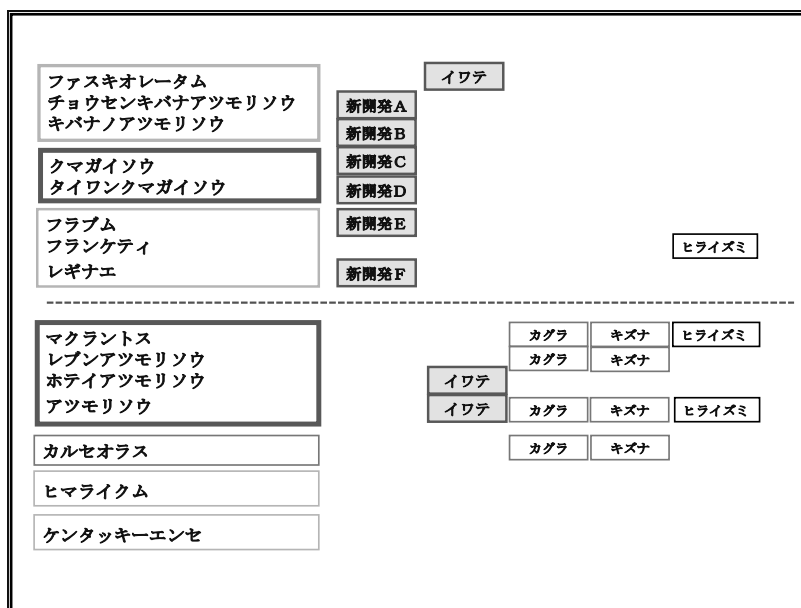 ファスキオレータム イワテ
チョウセンキバナアツモリソウ 新開発A
キバナノアツモリソウ 新開発B
クマガイソウ 新開発C
タイワンクマガイソウ 新開発D
フラブム 新開発E
フランケティ ヒライズミ
レギナエ 新開発F
マクラントス カグラ キズナ ヒライズミ
レブンアツモリソウ カグラ キズナ
ホテイアツモリソウ イワテ
アツモリソウ イワテ カグラ キズナ ヒライズミ
カルセオラス カグラ キズナ
ヒマライクム
ケンタッキーエンセ